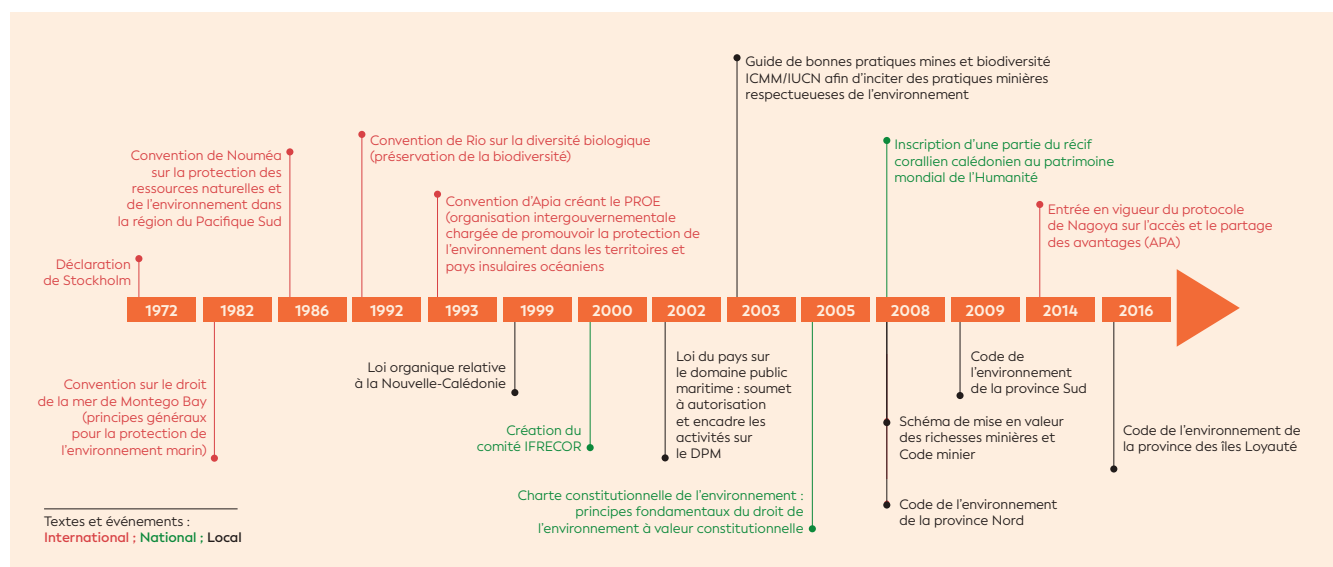 Guide de bonnes pratiques mines et biodiversité
ICMM/IUCN afin d’inciter des pratiques minières
respectueueses de l’environnement
Convention de Rio sur la diversité biologique
(préservation de la biodiversité)
Inscription d’une partie du récif
corallien calédonien au patrimoine
mondial de l’Humanité
Convention de Nouméa
sur la protection des
ressources naturelles et
de l’environnement dans
la région du Pacifique Sud
Convention d’Apia créant le PROE
(organisation intergouvernementale
chargée de promouvoir la protection de
l’environnement dans les territoires et
pays insulaires océaniens
Entrée en vigueur du protocole
de Nagoya sur l’accès et le partage
des avantages (APA)
Déclaration
de Stockholm
1972 1982 1986 1992 1993 1999 2000 2002 2003 2005 2008 2009 2014 2016
Convention sur le droit
de la mer de Montego Bay
(principes généraux
pour la protection de
l’environnement marin)
Loi organique relative
à la Nouvelle-Calédonie
Création du
comité IFRECOR
Loi du pays sur
le domaine public
maritime : soumet
à autorisation
et encadre les
activités sur
le DPM
Charte constitutionnelle de l’environnement :
principes fondamentaux du droit de
l’environnement à valeur constitutionnelle
Schéma de mise en valeur
des richesses minières et
Code minier
Code de l’environnement
de la province Nord
Code de
l’environnement
de la province Sud
Code de l’environnement de
la province des îles Loyauté
Textes et événements :
International ; National ; Local